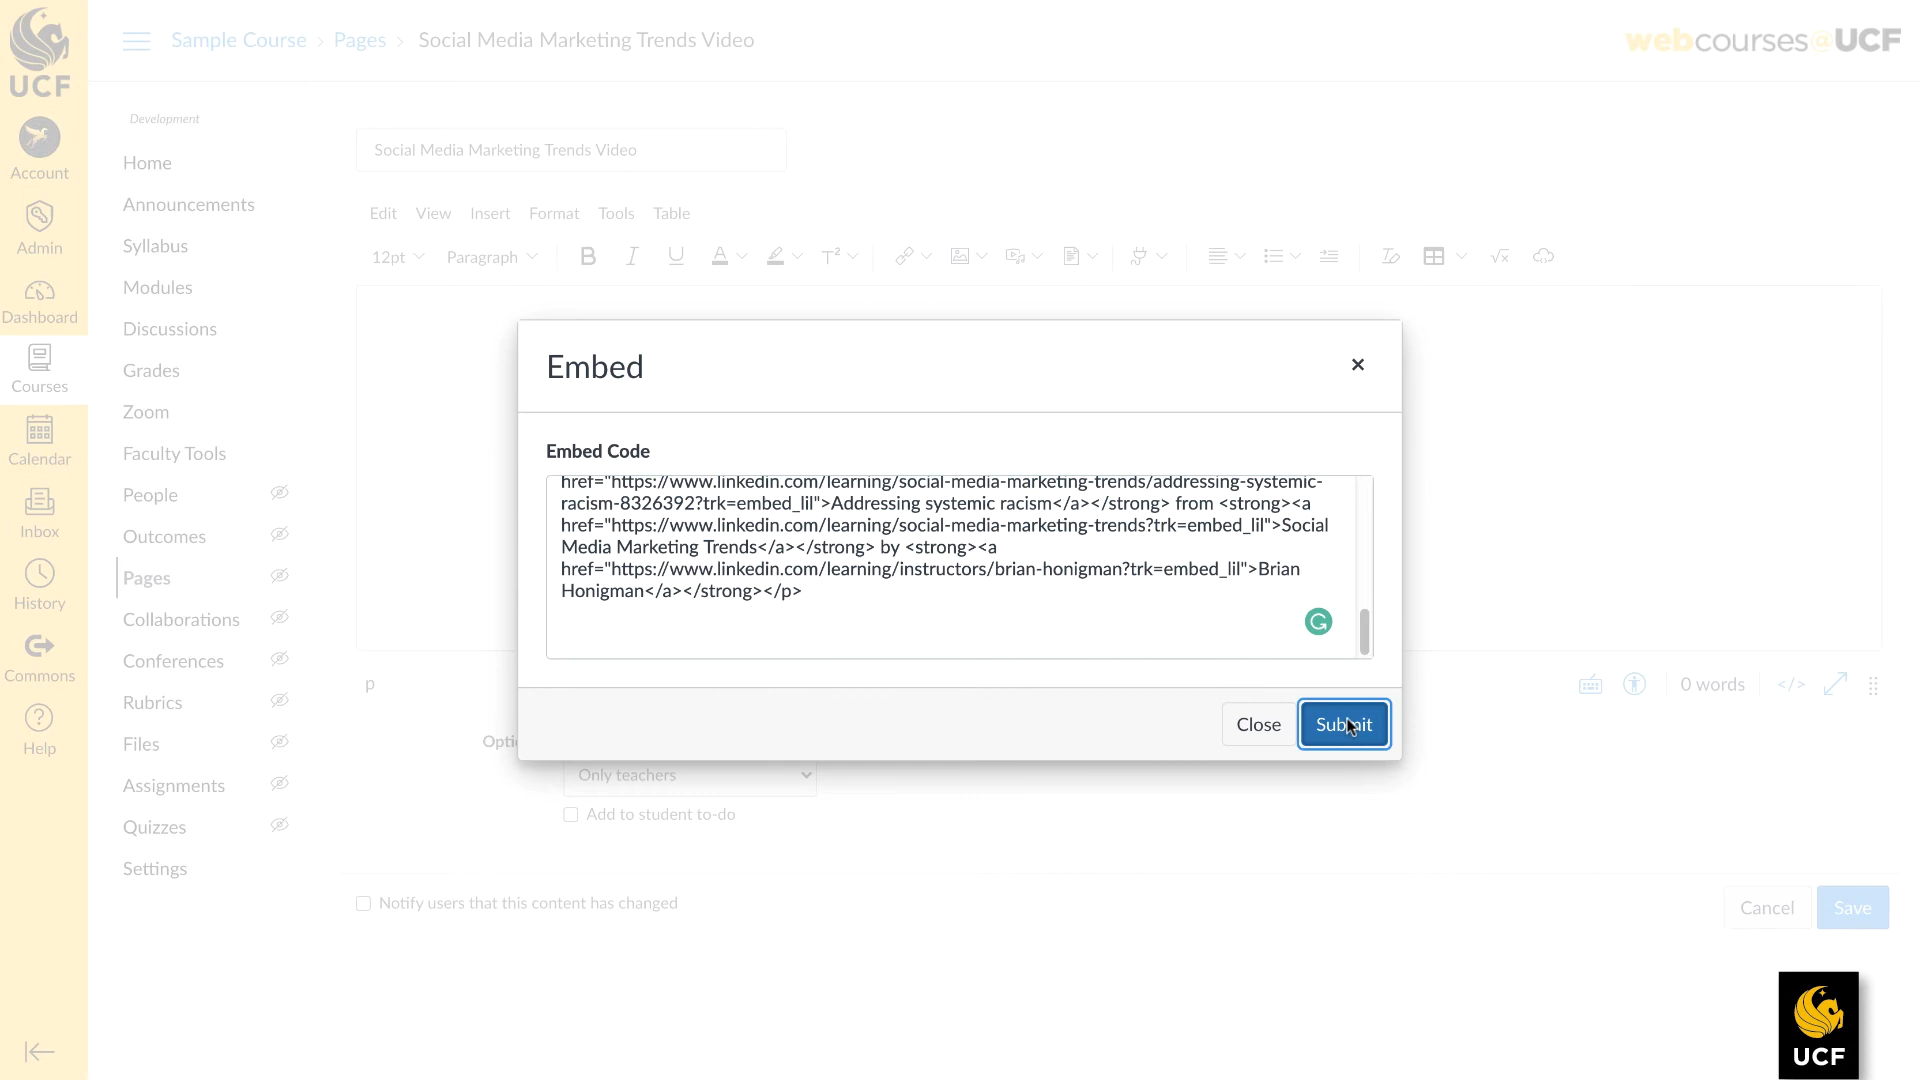 UCF
Sample Course > Pages > Social Media Marketing Trends Video
webcourses@UCF
Account
Admin
Dashboard
Courses
Calendar
Inbox
History
Commons
Help
Development
Home
Announcements
Syllabus
Modules
Discussions
Grades
Zoom
Faculty Tools
People
Outcomes
Pages
Collaborations
Conferences
Rubrics
Files
Assignments
Quizzes
Settings
Social Media Marketing Trends Video
Edit View Insert Format Tools Table
12pt Paragraph B I U A T²
Embed
Embed Code
href="https://www.linkedin.com/learning/social-media-marketing-trends/addressing-systemic-
racism-8326392?trk=embed_lil">Addressing systemic racism</a></strong> from <strong><a
href="https://www.linkedin.com/learning/social-media-marketing-trends?trk=embed_lil">Social
Media Marketing Trends</a></strong> by <strong><a
href="https://www.linkedin.com/learning/instructors/brian-honigman?trk=embed_lil">Brian
Honigman</a></strong></p>
Close Submit
p
0 words </>
Opti
Only teachers
Add to student to-do
Notify users that this content has changed
Cancel Save
UCF